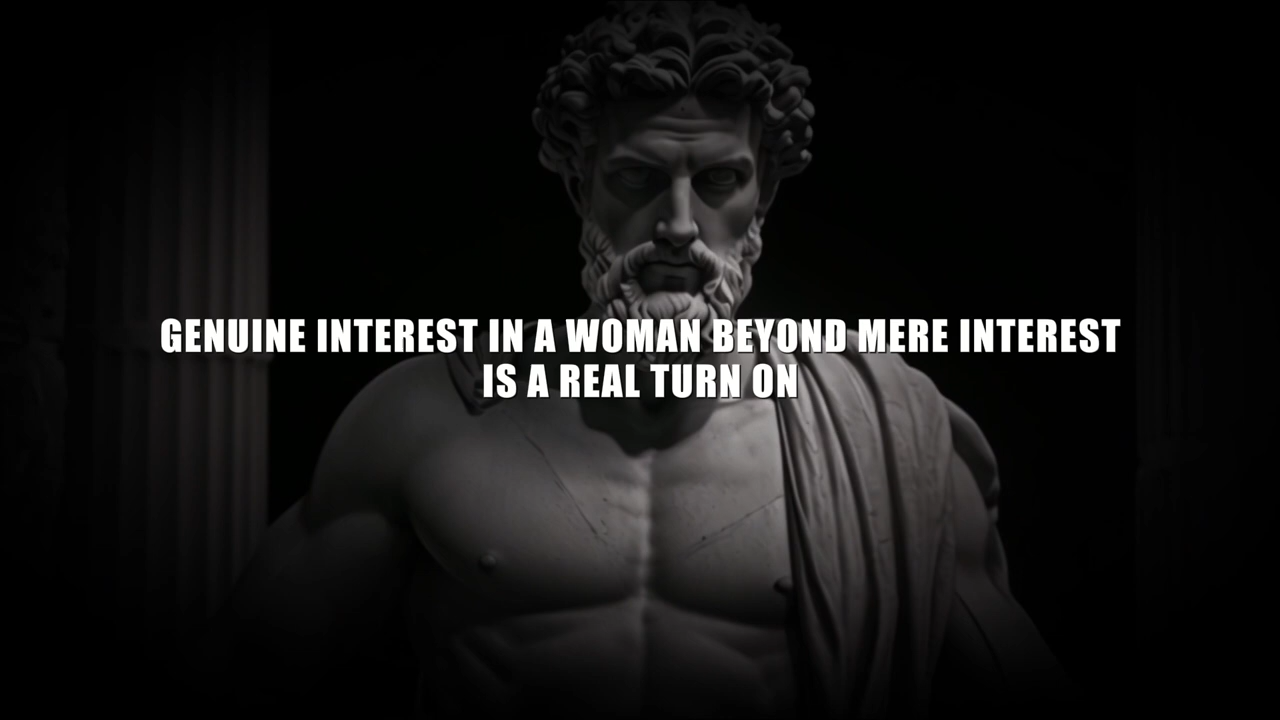 GENUINE INTEREST IN A WOMAN BEYOND MERE INTEREST
IS A REAL TURN ON